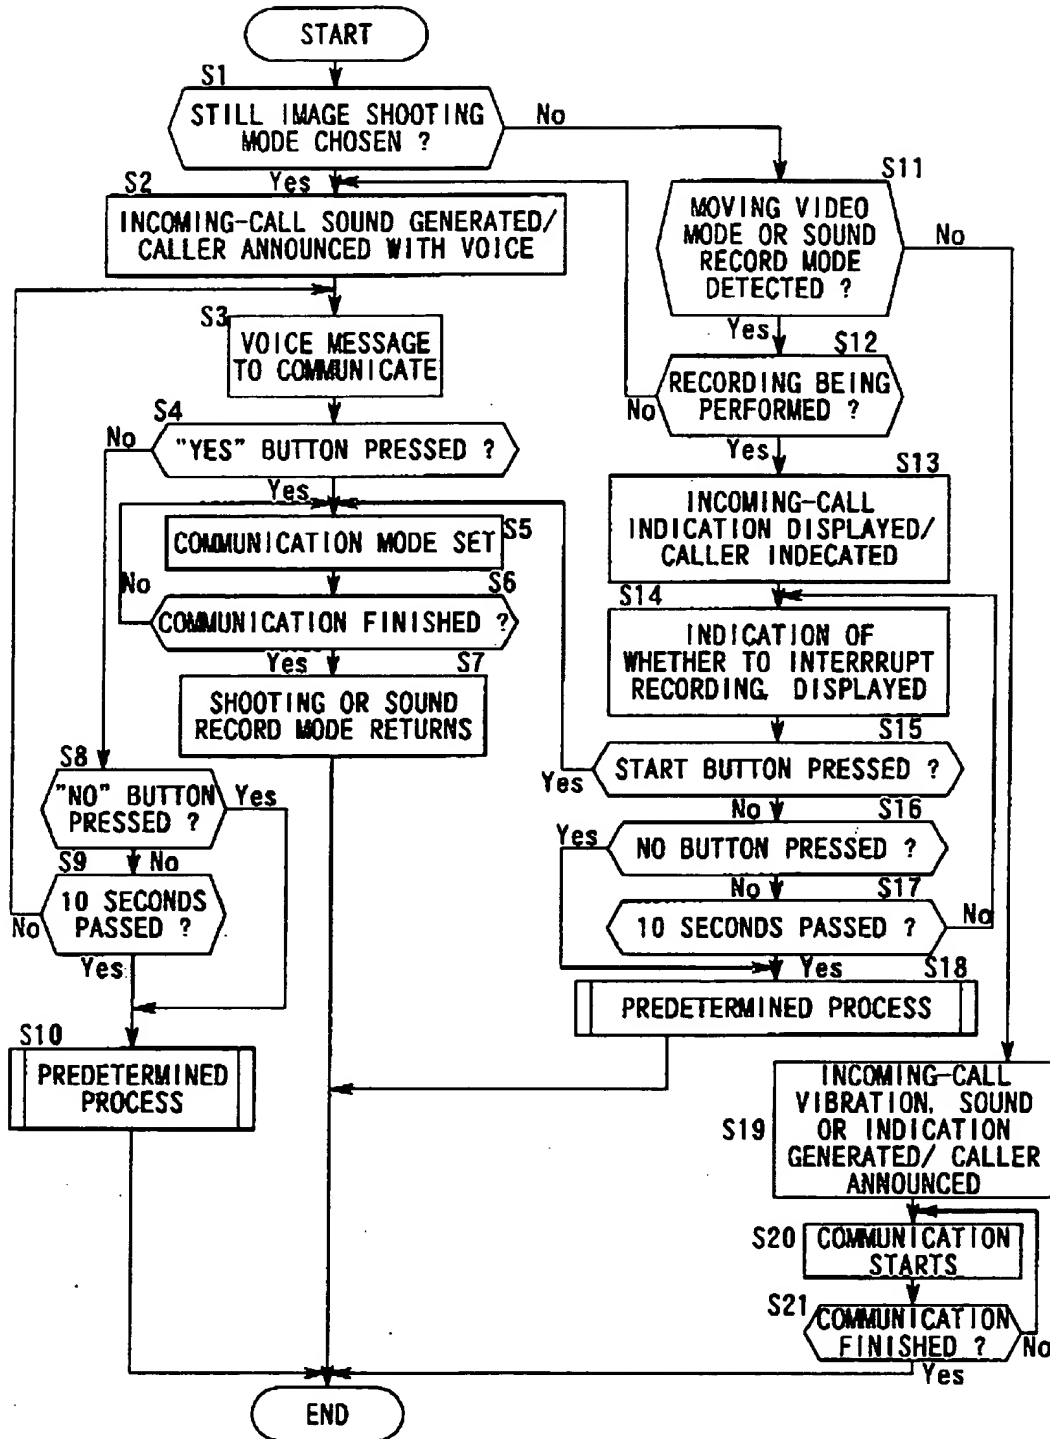 START
S1
STILL IMAGE SHOOTING
MODE CHOSEN ?
No
Yes
S2
INCOMING-CALL SOUND GENERATED/
CALLER ANNOUNCED WITH VOICE
S3
VOICE MESSAGE
TO COMMUNICATE
S4
"YES" BUTTON PRESSED ?
No
Yes
COMMUNICATION MODE SET
S5
No
S6
COMMUNICATION FINISHED ?
Yes
S7
SHOOTING OR SOUND
RECORD MODE RETURNS
S8
"NO" BUTTON
PRESSED ?
Yes
S9
No
10 SECONDS
PASSED ?
No
Yes
S10
PREDETERMINED
PROCESS
S11
MOVING VIDEO
MODE OR SOUND
RECORD MODE
DETECTED ?
No
Yes
S12
RECORDING BEING
PERFORMED ?
No
Yes
S13
INCOMING-CALL
INDICATION DISPLAYED/
CALLER INDECATED
S14
INDICATION OF
WHETHER TO INTERRRUPT
RECORDING DISPLAYED
S15
START BUTTON PRESSED ?
Yes
No
S16
NO BUTTON PRESSED ?
Yes
No
S17
10 SECONDS PASSED ?
No
Yes
S18
PREDETERMINED PROCESS
S19
INCOMING-CALL
VIBRATION, SOUND
OR INDICATION
GENERATED/ CALLER
ANNOUNCED
S20
COMMUNICATION
STARTS
S21
COMMUNICATION
FINISHED ?
No
Yes
END